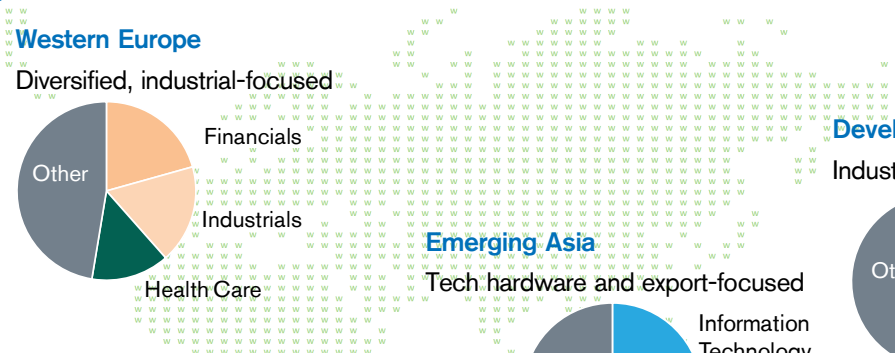 Western Europe
Diversified, industrial-focused
Financials
Other
Industrials
Health Care
Emerging Asia
Tech hardware and export-focused
Information
Technology